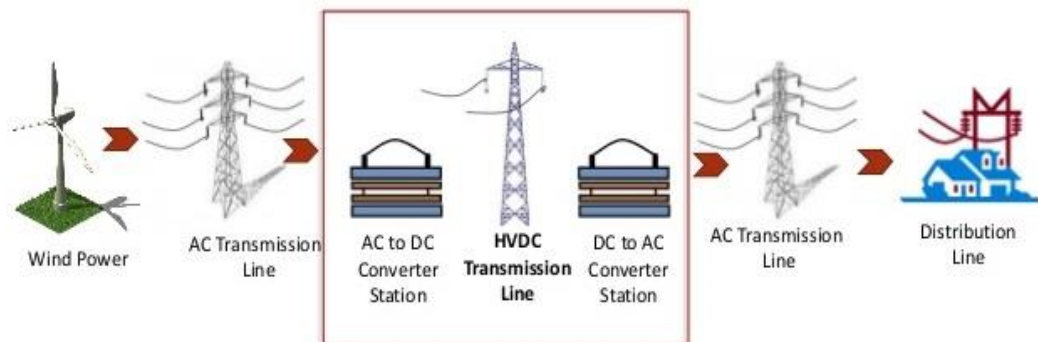 Wind Power
AC Transmission
Line
AC to DC
Converter
Station
HVDC
Transmission
Line
DC to AC
Converter
Station
AC Transmission
Line
Distribution
Line